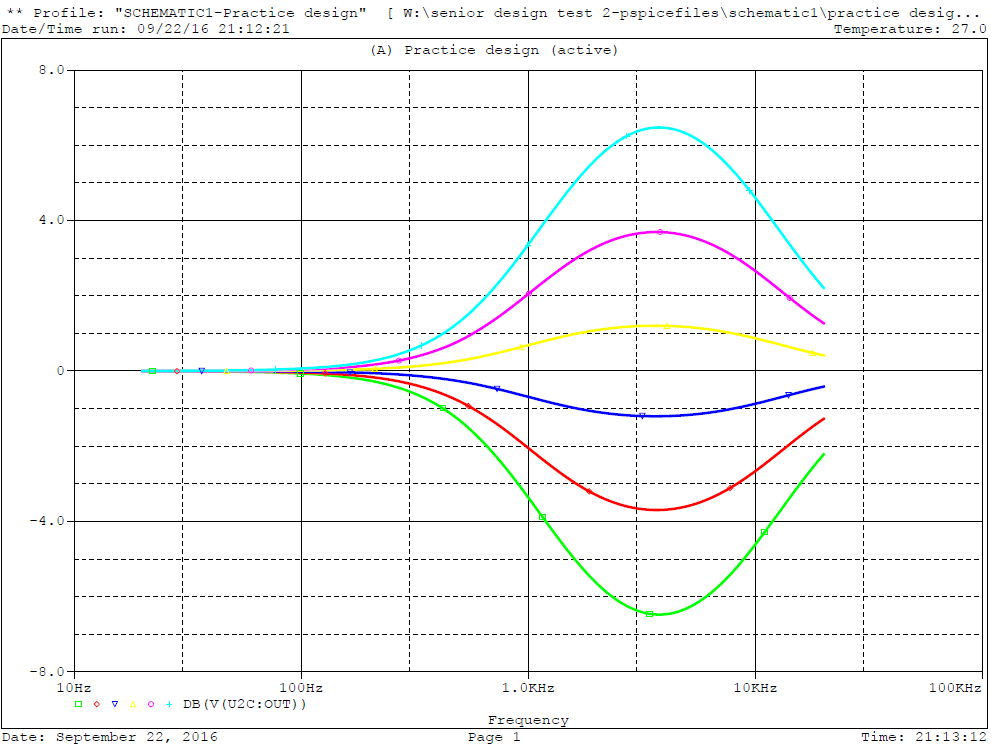 ** Profile: "SCHEMATIC1-Practice design"  [ W:\senior design test 2-pspicefiles\schematic1\practice desig...
Date/Time run: 09/22/16 21:12:21 Temperature: 27.0
(A) Practice design (active)
8.0
4.0
0
-4.0
-8.0
10Hz 100Hz 1.0KHz 10KHz 100KHz
DB(V(U2C:OUT))
Frequency
Date: September 22, 2016 Page 1 Time: 21:13:12